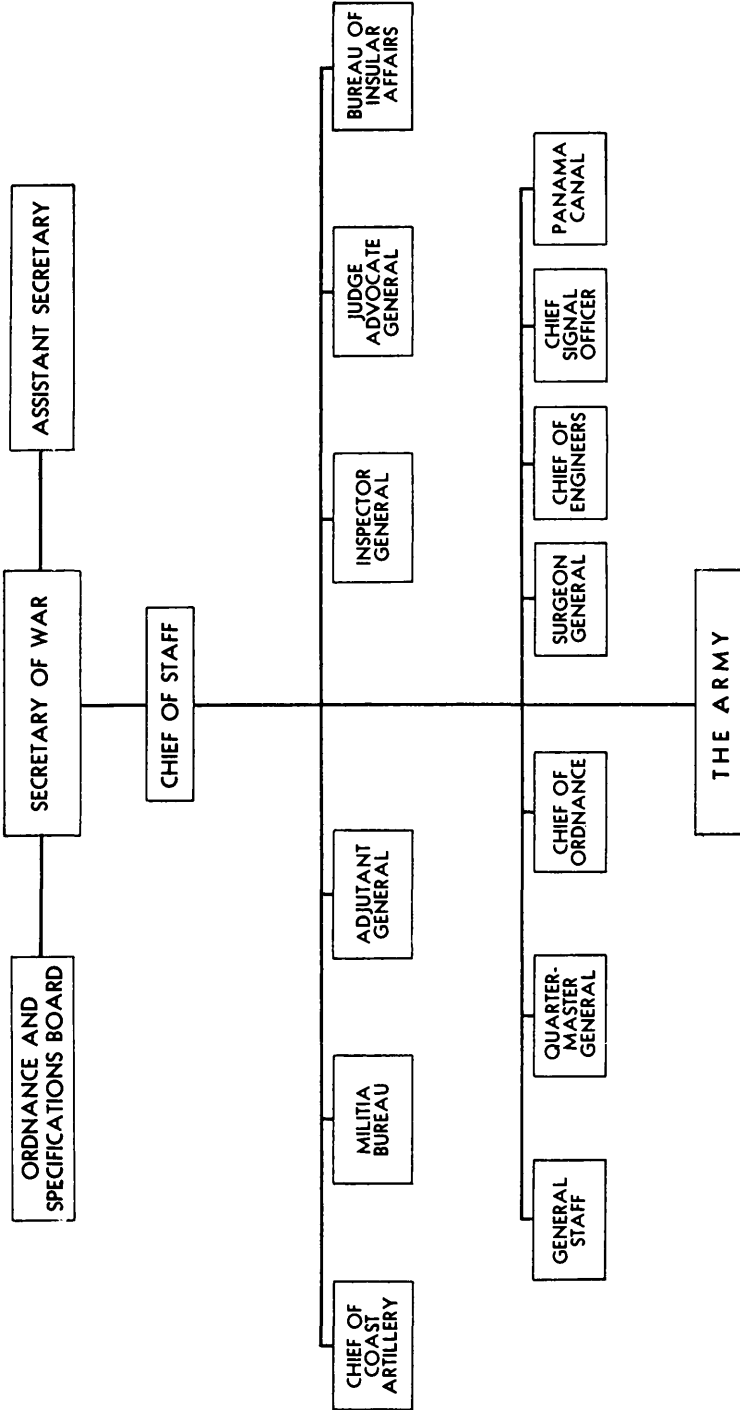 ORDNANCE AND
SPECIFICATIONS BOARD
SECRETARY OF WAR
ASSISTANT SECRETARY
CHIEF OF STAFF
CHIEF OF
COAST
ARTILLERY
MILITIA
BUREAU
ADJUTANT
GENERAL
INSPECTOR
GENERAL
JUDGE
ADVOCATE
GENERAL
BUREAU OF
INSULAR
AFFAIRS
GENERAL
STAFF
QUARTER-
MASTER
GENERAL
CHIEF OF
ORDNANCE
SURGEON
GENERAL
CHIEF OF
ENGINEERS
CHIEF
SIGNAL
OFFICER
PANAMA
CANAL
THE ARMY